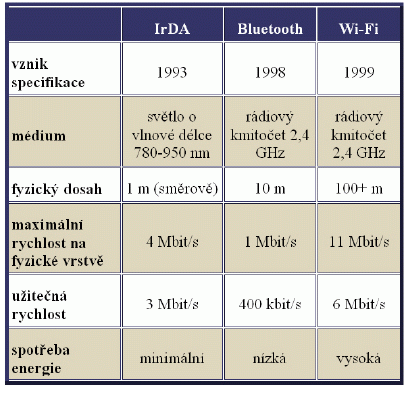 IrDA Bluetooth Wi-Fi
vznik
specifikace
1993 1998 1999
médium
světlo o
vlnové délce
780-950 nm
rádiový
kmitočet 2,4
GHz
rádiový
kmitočet
2,4 GHz
fyzický dosah 1 m (směrově) 10 m 100+ m
maximální
rychlost na
fyzické vrstvě
4 Mbit/s 1 Mbit/s 11 Mbit/s
užitečná
rychlost
3 Mbit/s 400 kbit/s 6 Mbit/s
spotřeba
energie
minimální nízká vysoká